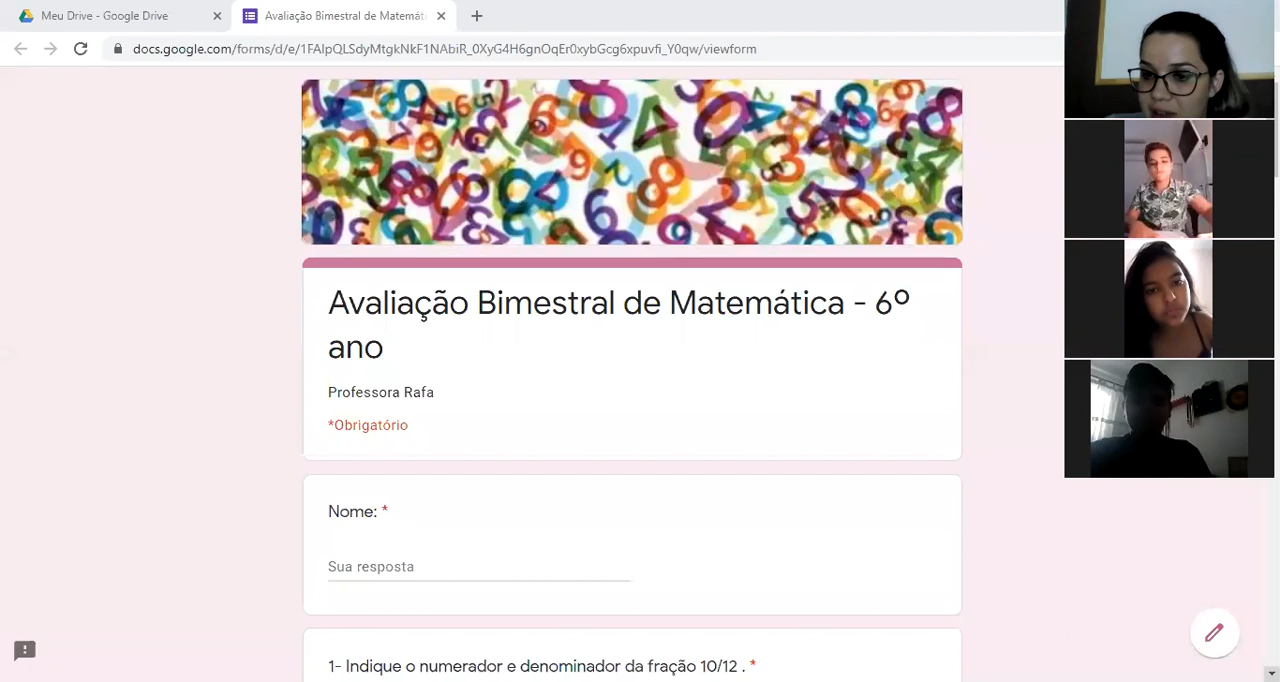 Meu Drive - Google Drive
Avaliação Bimestral de Matemát
docs.google.com/forms/d/e/1FAIpQLSdyMtgkNkF1NAbiR_0XyG4H6gnOqEr0xybGcg6xpuvfi_Y0qw/viewform
Avaliação Bimestral de Matemática - 6º
ano
Professora Rafa
*Obrigatório
Nome: *
Sua resposta
1- Indique o numerador e denominador da fração 10/12 . *